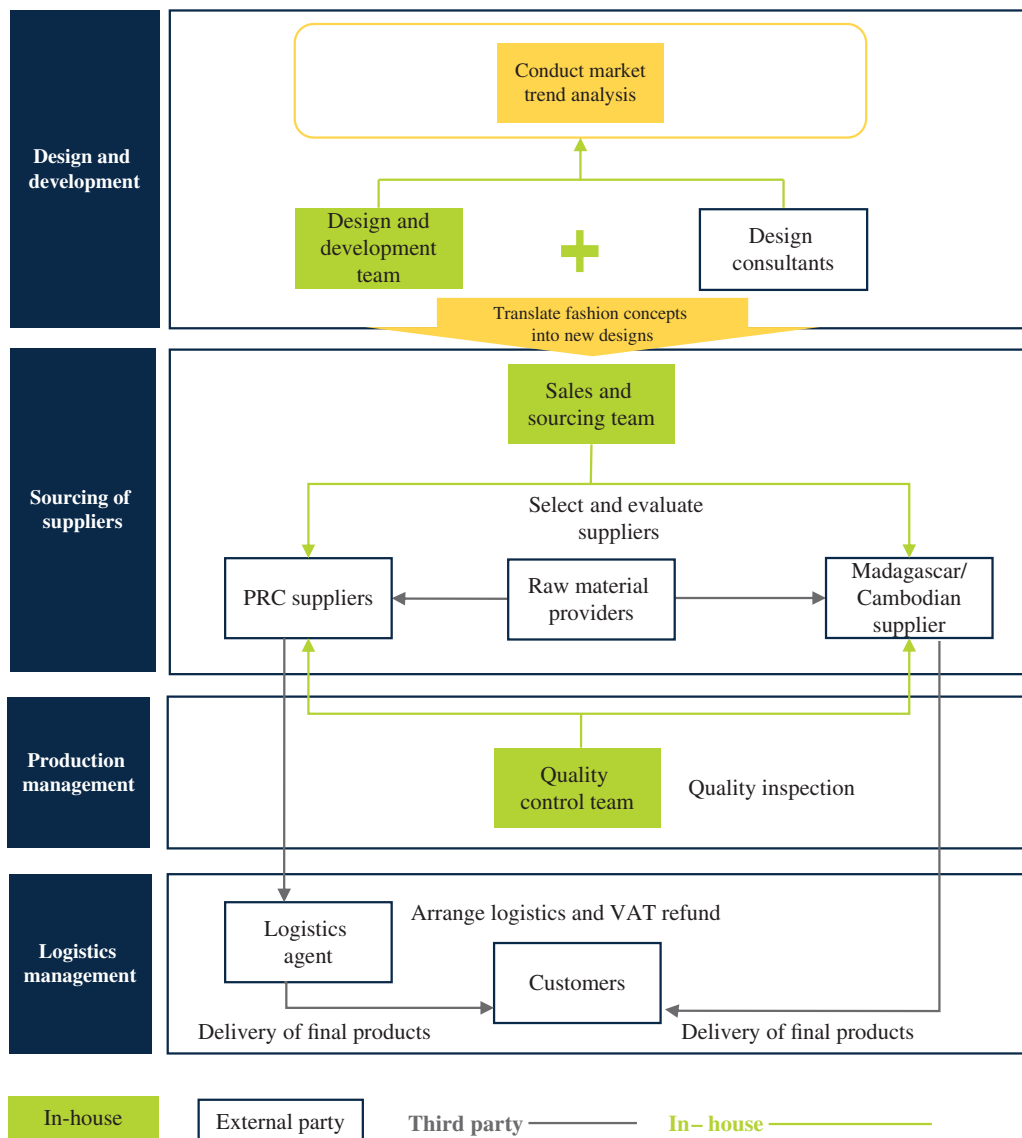 Design and
development
Conduct market
trend analysis
Design and
development
team
Design
consultants
Translate fashion concepts
into new designs
Sourcing of
suppliers
Sales and
sourcing team
Select and evaluate
suppliers
PRC suppliers
Raw material
providers
Madagascar/
Cambodian
supplier
Production
management
Quality
control team
Quality inspection
Logistics
management
Logistics
agent
Arrange logistics and VAT refund
Customers
Delivery of final products
Delivery of final products
In-house
External party
Third party
In– house